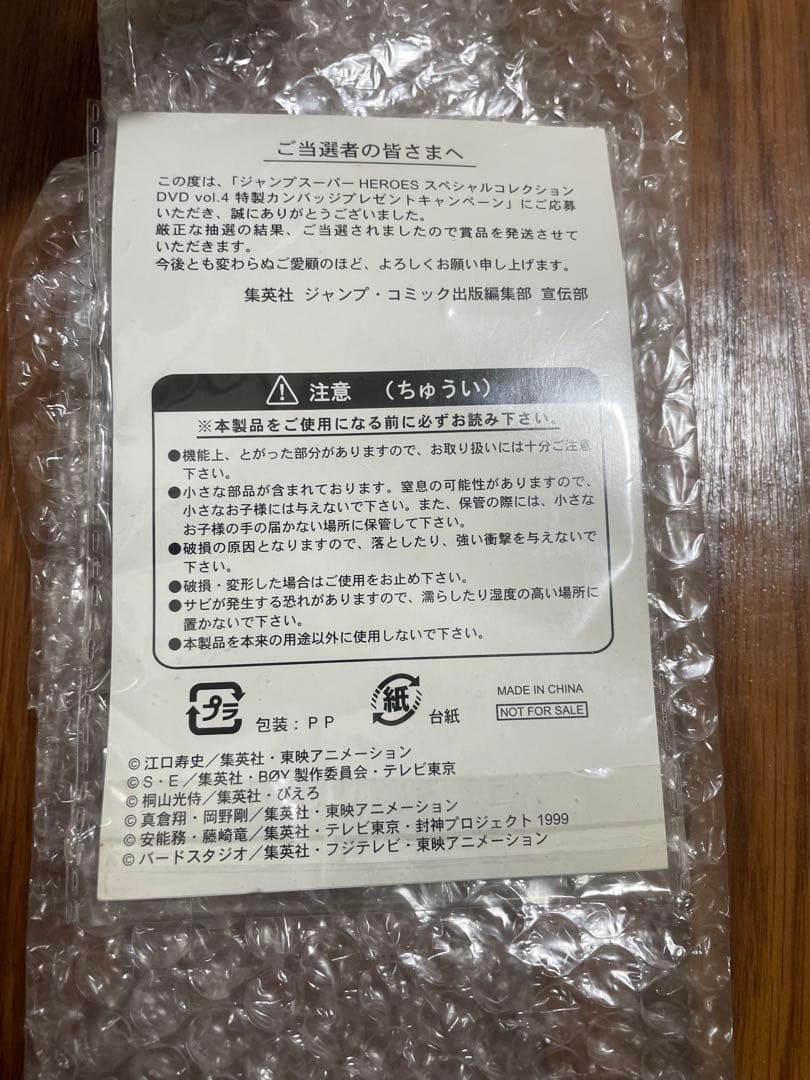 ご当選者の皆さまへ
この度は、「ジャンプスーパーHEROES スペシャルコレクション
DVD vol.4 特製カンバッジプレゼントキャンペーン」にご応募
いただき、誠にありがとうございました。
厳正な抽選の結果、ご当選されましたので賞品を発送させて
いただきます。
今後とも変わらぬご愛顧のほど、よろしくお願い申し上げます。
集英社 ジャンプ・コミック出版編集部 宣伝部
注意 (ちゅうい)
※本製品をご使用になる前に必ずお読み下さい。
●機能上、とがった部分がありますので、お取り扱いには十分ご注意
下さい。
●小さな部品が含まれております。窒息の可能性がありますので、
小さなお子様には与えないで下さい。また、保管の際には、小さな
お子様の手の届かない場所に保管して下さい。
●破損の原因となりますので、落としたり、強い衝撃を与えないで
下さい。
●破損・変形した場合はご使用をお止め下さい。
●サビが発生する恐れがありますので、濡らしたり湿度の高い場所に
置かないで下さい。
●本製品を本来の用途以外に使用しないで下さい。
プラ 包装:PP 紙 台紙
MADE IN CHINA
NOT FOR SALE
©江口寿史/集英社・東映アニメーション
©S・E/集英社・BØY製作委員会・テレビ東京
©桐山光侍/集英社・ぴえろ
©真倉翔・岡野剛/集英社・東映アニメーション
©安能務・藤崎竜/集英社・テレビ東京・封神プロジェクト1999
©バードスタジオ/集英社・フジテレビ・東映アニメーション